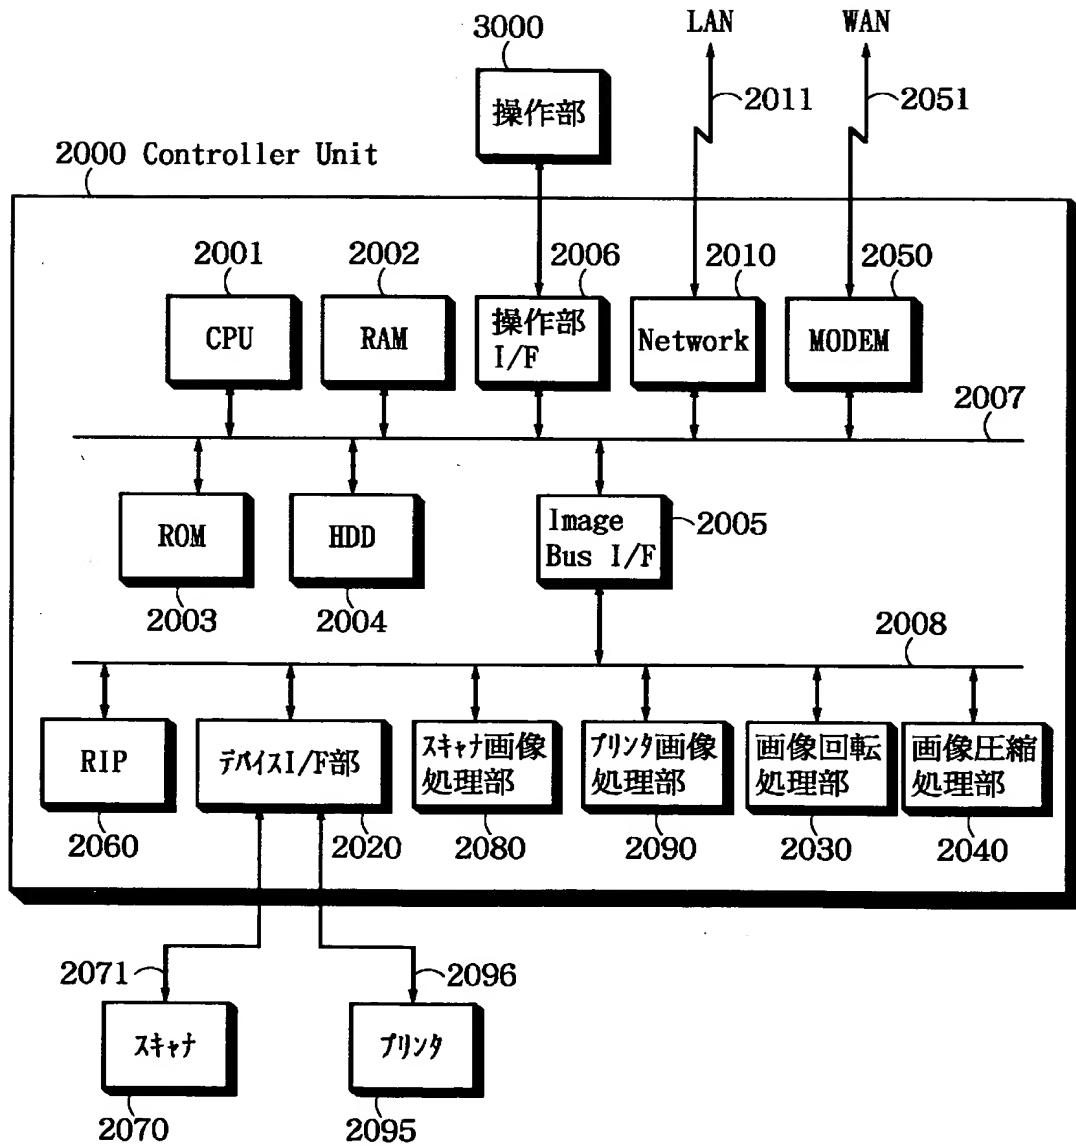 LAN
WAN
3000
操作部
2011
2051
2000 Controller Unit
2001
2002
2006
2010
2050
CPU
RAM
操作部
I/F
Network
MODEM
2007
ROM
HDD
Image
Bus I/F
2005
2003
2004
2008
RIP
デバイスI/F部
スキャナ画像
処理部
プリンタ画像
処理部
画像回転
処理部
画像圧縮
処理部
2060
2020
2080
2090
2030
2040
2071
2096
スキャナ
プリンタ
2070
2095